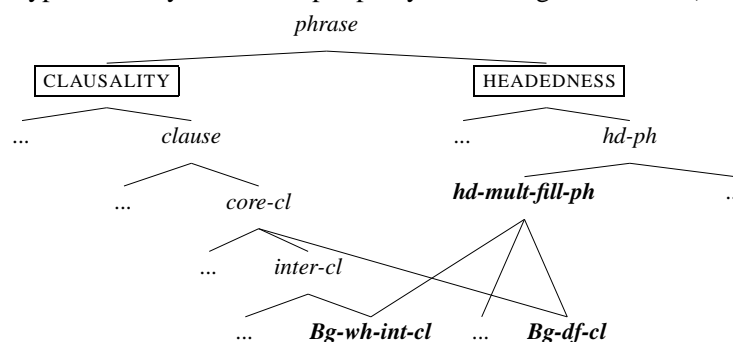 phrase
CLAUSALITY HEADEDNESS
... clause ... hd-ph
... core-cl hd-mult-fill-ph ..
... inter-cl
... Bg-wh-int-cl ... Bg-df-cl